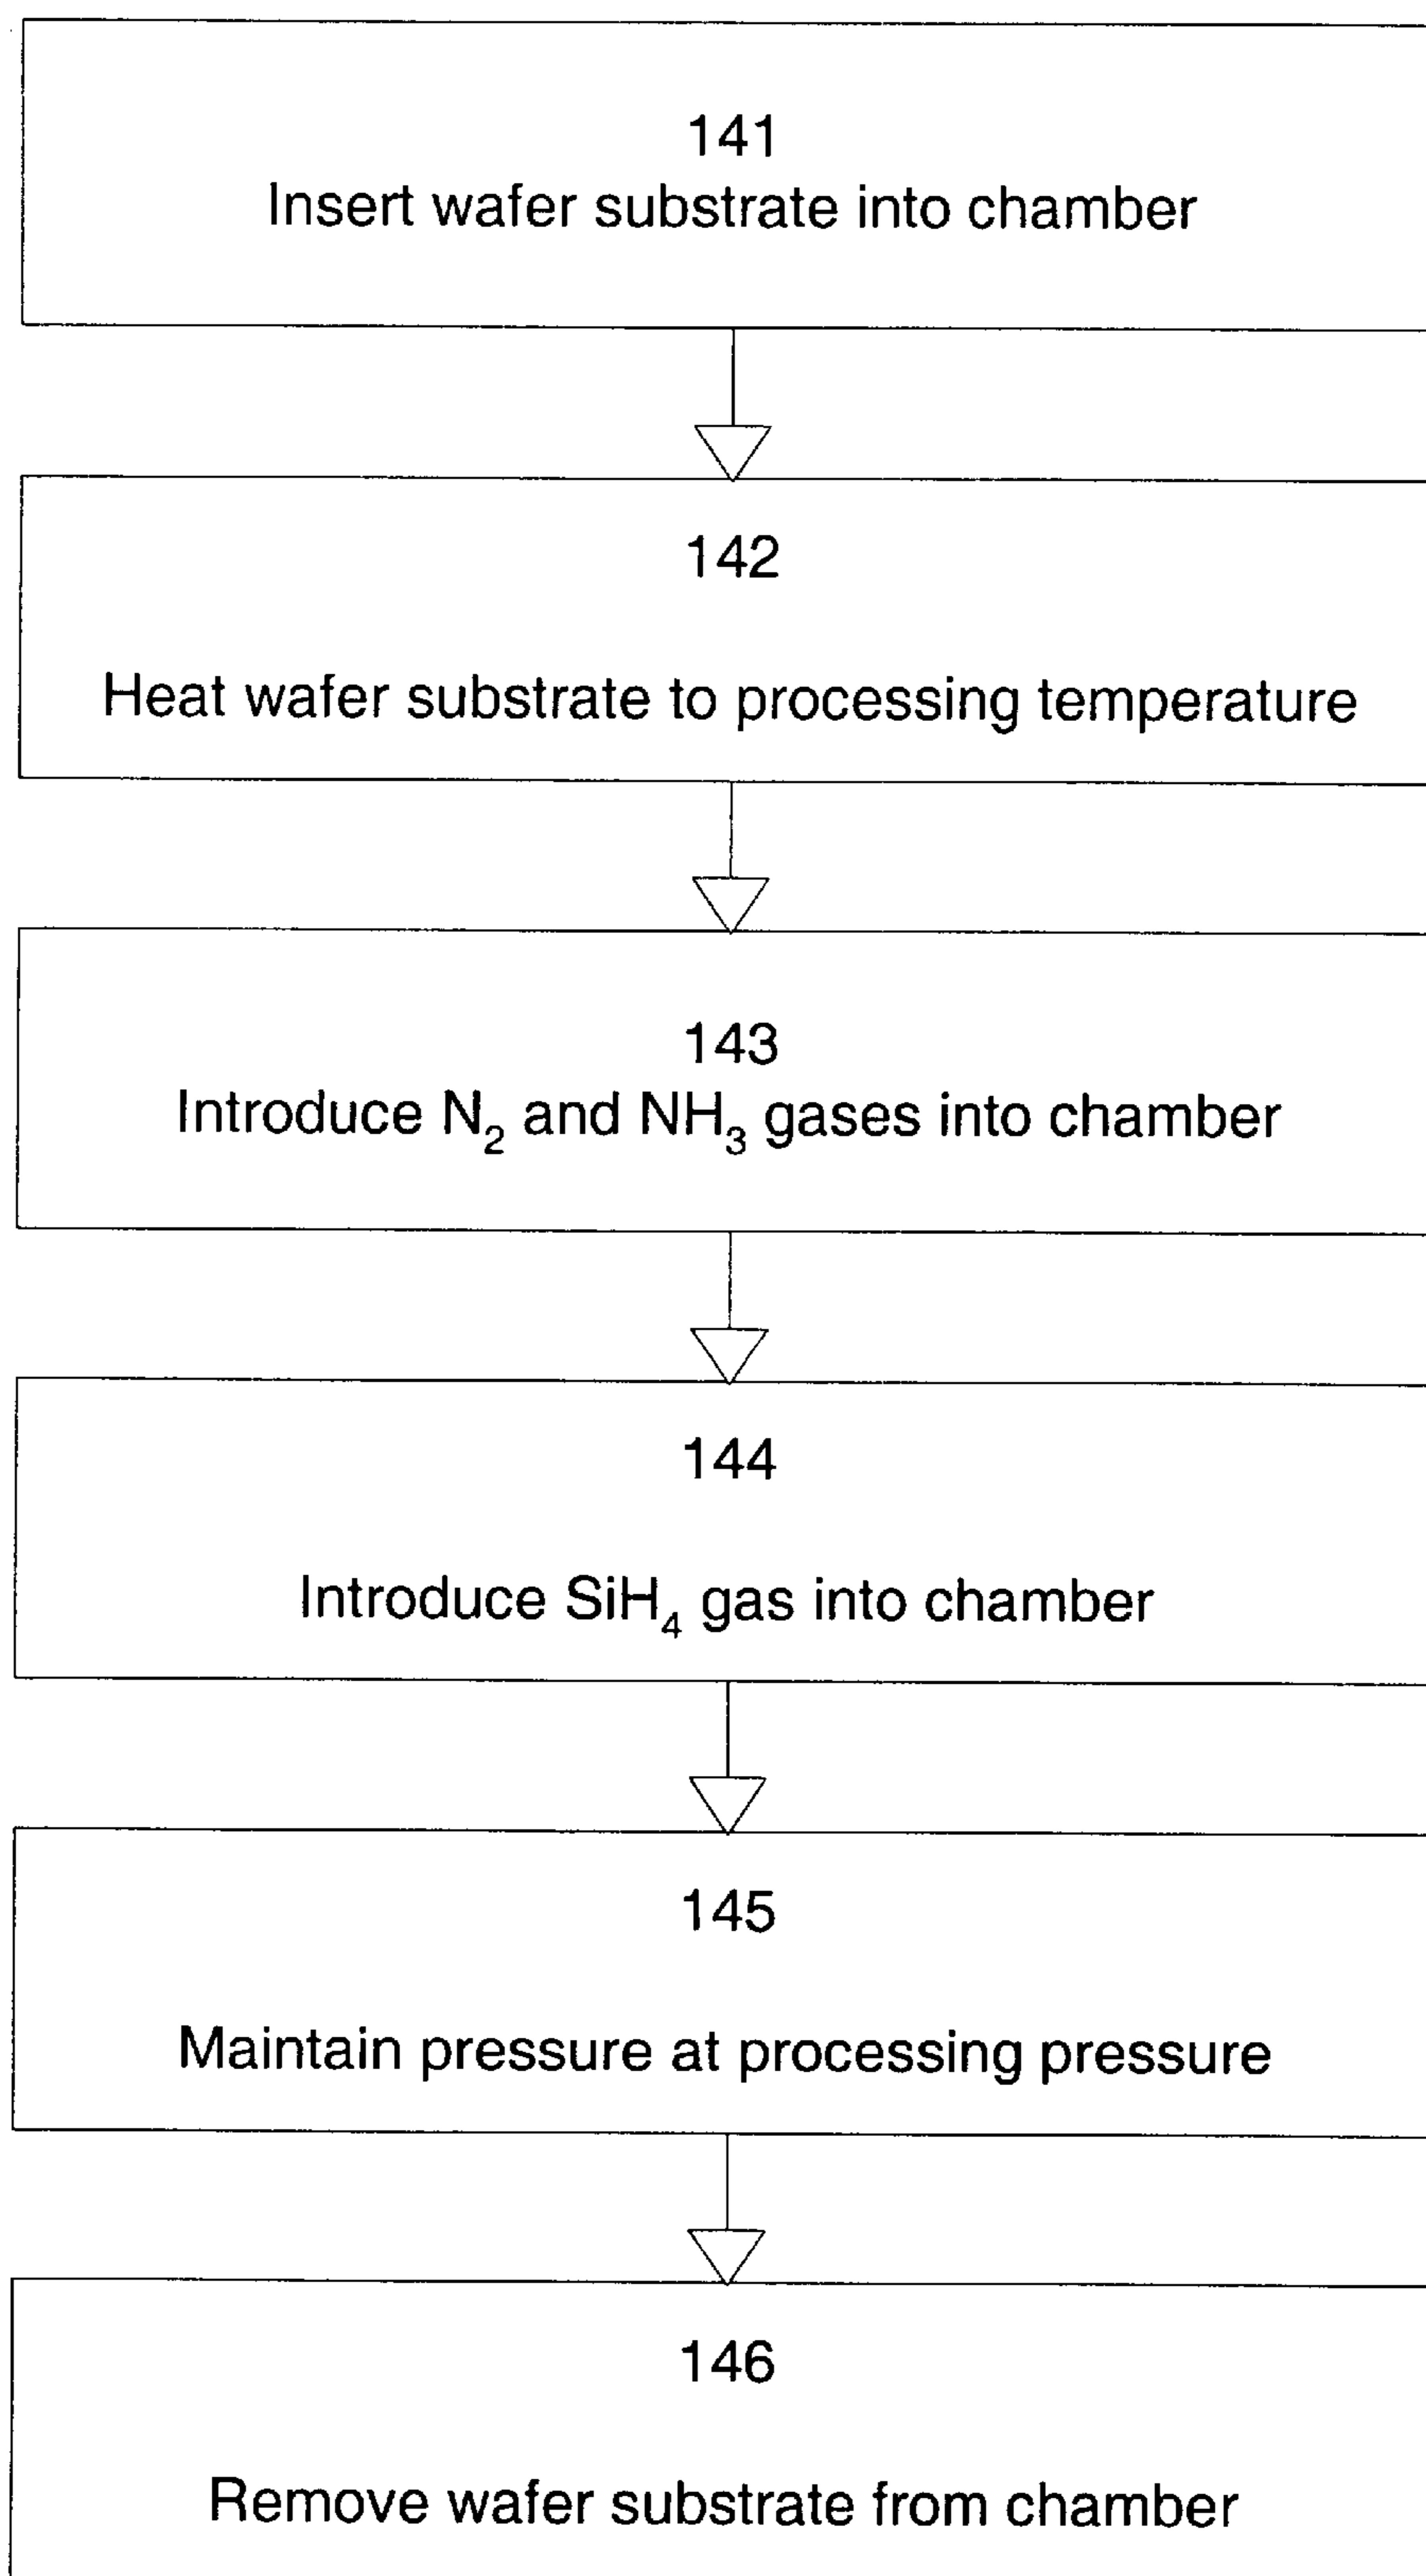 141
Insert wafer substrate into chamber
142
Heat wafer substrate to processing temperature
143
Introduce N₂ and NH₃ gases into chamber
144
Introduce SiH₄ gas into chamber
145
Maintain pressure at processing pressure
146
Remove wafer substrate from chamber